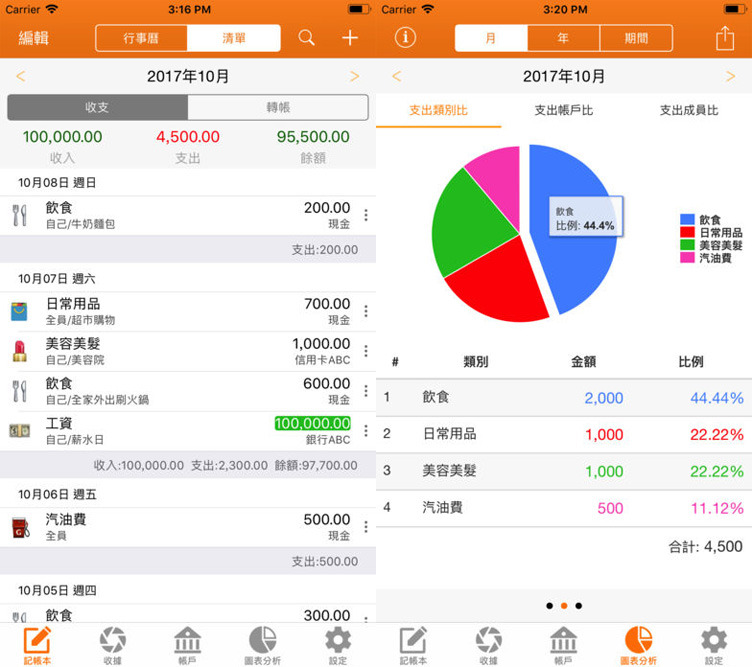 Carrier 3:16 PM
編輯 行事曆 清單
< 2017年10月 >
收支 轉帳
100,000.00 4,500.00 95,500.00
收入 支出 餘額
10月08日 週日
飲食 200.00
自己/牛奶麵包 現金
支出:200.00
10月07日 週六
日常用品 700.00
全員/超市購物 現金
美容美髮 1,000.00
自己/美容院 信用卡ABC
飲食 600.00
自己/全家外出刷火鍋 現金
工資 100,000.00
自己/薪水日 銀行ABC
收入:100,000.00 支出:2,300.00 餘額:97,700.00
10月06日 週五
汽油費 500.00
全員 現金
支出:500.00
10月05日 週四
飲食 300.00
記帳本 收據 帳戶 圖表分析 設定
Carrier 3:20 PM
月 年 期間
< 2017年10月 >
支出類別比 支出帳戶比 支出成員比
飲食
比例: 44.4%
飲食
日常用品
美容美髮
汽油費
# 類別 金額 比例
1 飲食 2,000 44.44%
2 日常用品 1,000 22.22%
3 美容美髮 1,000 22.22%
4 汽油費 500 11.12%
合計: 4,500
記帳本 收據 帳戶 圖表分析 設定